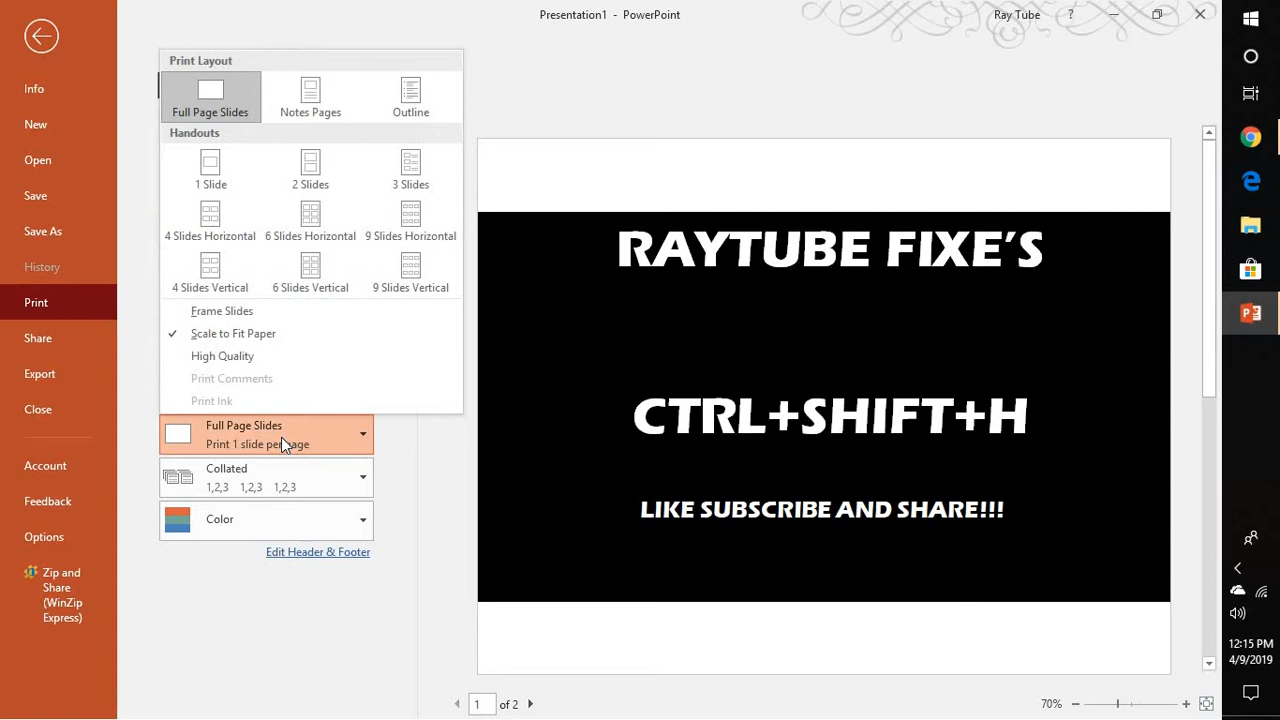 Presentation1 - PowerPoint
Ray Tube
?
Info
New
Open
Save
Save As
History
Print
Share
Export
Close
Account
Feedback
Options
Zip and
Share
(WinZip
Express)
Print Layout
Full Page Slides
Notes Pages
Outline
Handouts
1 Slide
2 Slides
3 Slides
4 Slides Horizontal
6 Slides Horizontal
9 Slides Horizontal
4 Slides Vertical
6 Slides Vertical
9 Slides Vertical
Frame Slides
Scale to Fit Paper
High Quality
Print Comments
Print Ink
Full Page Slides
Print 1 slide per page
Collated
1,2,3 1,2,3 1,2,3
Color
Edit Header & Footer
RAYTUBE FIXE'S
CTRL+SHIFT+H
LIKE SUBSCRIBE AND SHARE!!!
1 of 2
70%
12:15 PM
4/9/2019